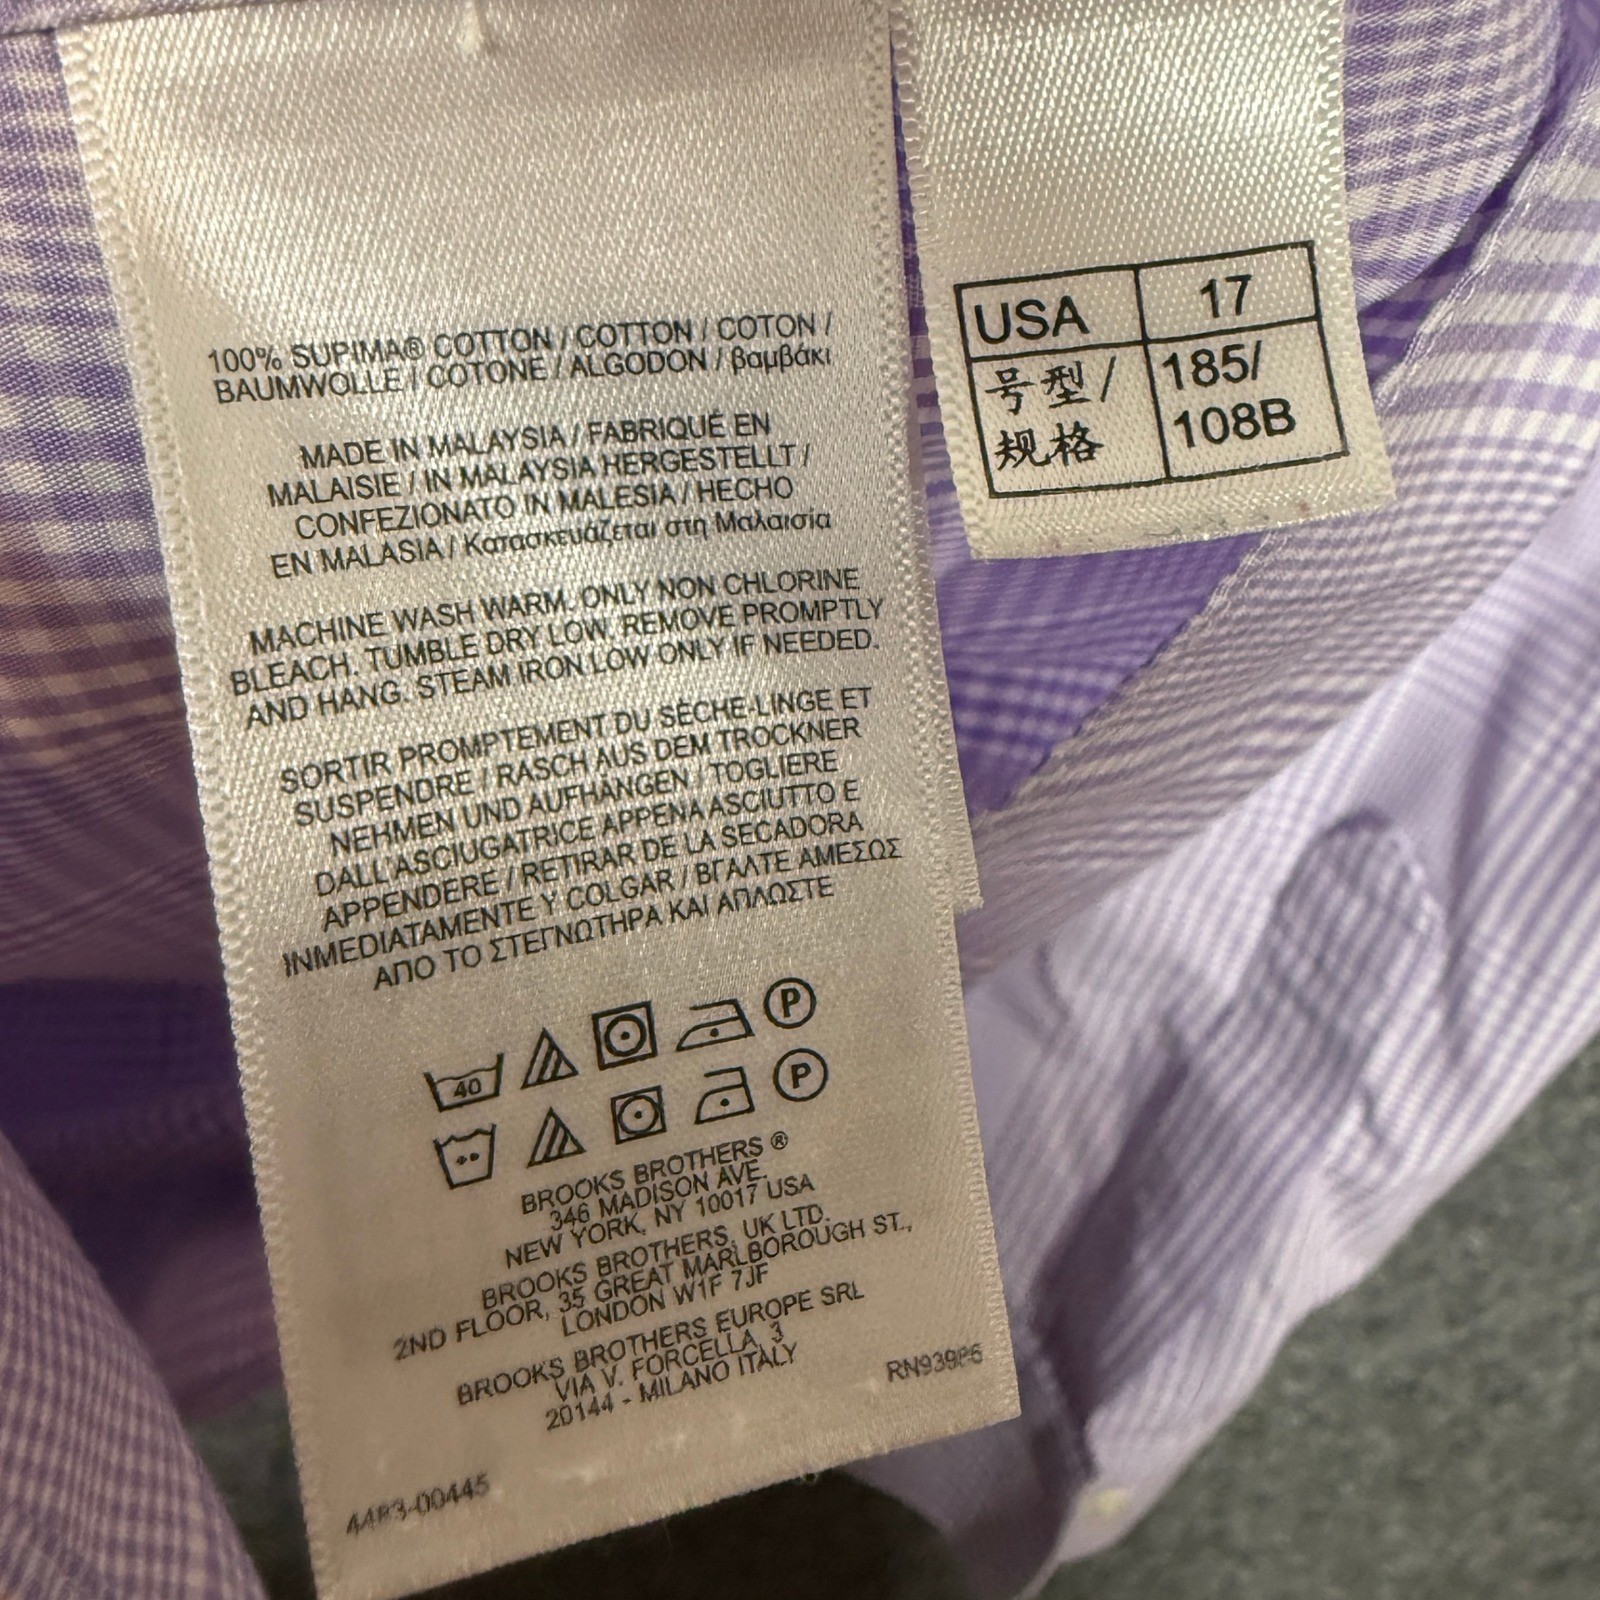 100% SUPIMA® COTTON / COTTON / COTON /
BAUMWOLLE / COTONE / ALGODON / βαμβάκι
MADE IN MALAYSIA / FABRIQUÉ EN
MALAISIE / IN MALAYSIA HERGESTELLT /
CONFEZIONATO IN MALESIA / HECHO
EN MALASIA / Κατασκευάζεται στη Μαλαισία
MACHINE WASH WARM. ONLY NON CHLORINE
BLEACH. TUMBLE DRY LOW. REMOVE PROMPTLY
AND HANG. STEAM IRON LOW ONLY IF NEEDED.
SORTIR PROMPTEMENT DU SÈCHE-LINGE ET
SUSPENDRE / RASCH AUS DEM TROCKNER
NEHMEN UND AUFHÄNGEN / TOGLIERE
DALL'ASCIUGATRICE APPENA ASCIUTTO E
APPENDERE / RETIRAR DE LA SECADORA
INMEDIATAMENTE Y COLGAR / ΒΓΑΛΤΕ ΑΜΕΣΩΣ
ΑΠΟ ΤΟ ΣΤΕΓΝΩΤΗΡΑ ΚΑΙ ΑΠΛΩΣΤΕ
40 P
P
BROOKS BROTHERS ®
346 MADISON AVE.
NEW YORK, NY 10017 USA
BROOKS BROTHERS, UK LTD.
2ND FLOOR, 35 GREAT MARLBOROUGH ST.,
LONDON W1F 7JF
BROOKS BROTHERS EUROPE SRL
VIA V. FORCELLA, 3
20144 - MILANO ITALY
USA 17
号型/ 185/
规格 108B